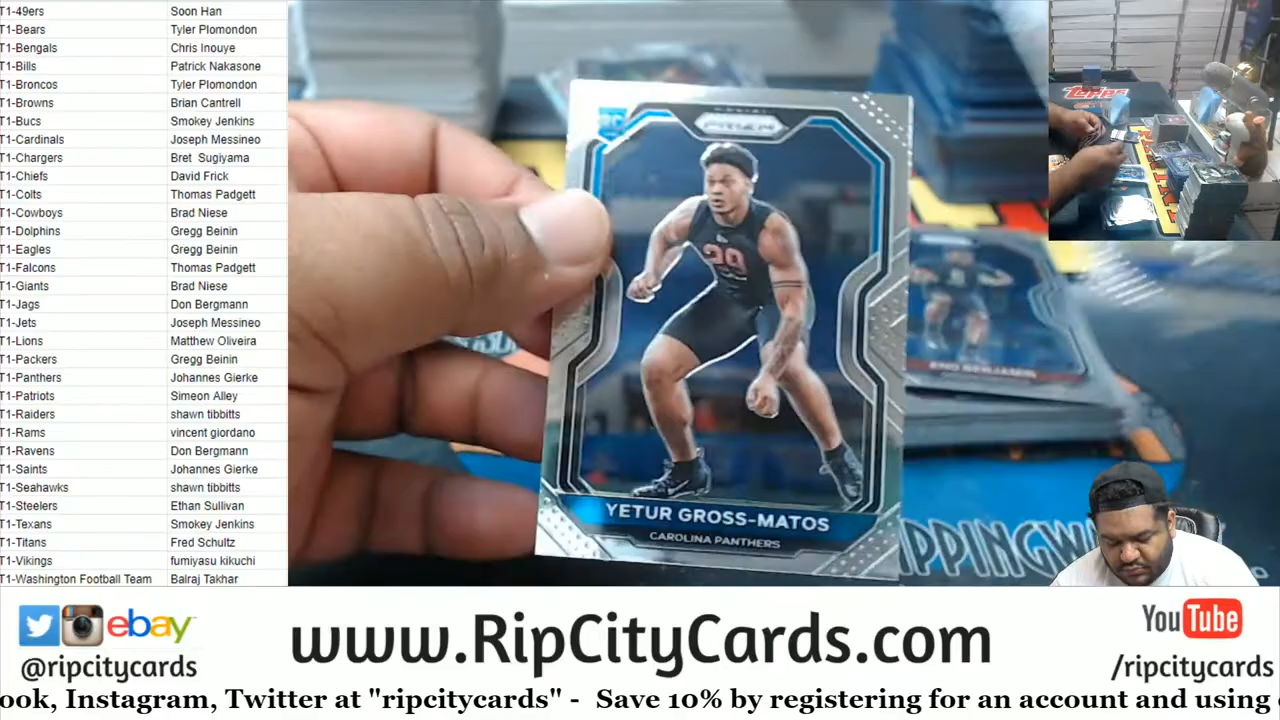 T1-49ers Soon Han
T1-Bears Tyler Plomondon
T1-Bengals Chris Inouye
T1-Bills Patrick Nakasone
T1-Broncos Tyler Plomondon
T1-Browns Brian Cantrell
T1-Bucs Smokey Jenkins
T1-Cardinals Joseph Messineo
T1-Chargers Bret Sugiyama
T1-Chiefs David Frick
T1-Colts Thomas Padgett
T1-Cowboys Brad Niese
T1-Dolphins Gregg Beinin
T1-Eagles Gregg Beinin
T1-Falcons Thomas Padgett
T1-Giants Brad Niese
T1-Jags Don Bergmann
T1-Jets Joseph Messineo
T1-Lions Matthew Oliveira
T1-Packers Gregg Beinin
T1-Panthers Johannes Gierke
T1-Patriots Simeon Alley
T1-Raiders shawn tibbitts
T1-Rams vincent giordano
T1-Ravens Don Bergmann
T1-Saints Johannes Gierke
T1-Seahawks shawn tibbitts
T1-Steelers Ethan Sullivan
T1-Texans Smokey Jenkins
T1-Titans Fred Schultz
T1-Vikings fumiyasu kikuchi
T1-Washington Football Team Balraj Takhar
RC
PRIZM
29
YETUR GROSS-MATOS
CAROLINA PANTHERS
ENO BENJAMIN
Topps
ebay
@ripcitycards
www.RipCityCards.com
YouTube
/ripcitycards
ook, Instagram, Twitter at "ripcitycards" - Save 10% by registering for an account and using